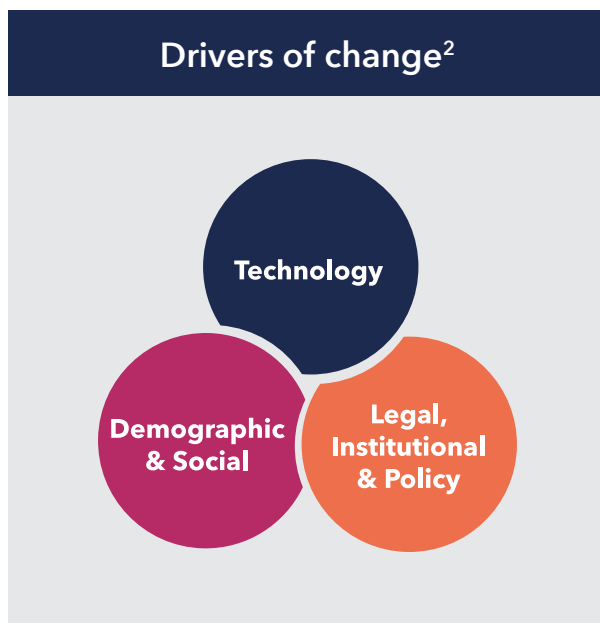 Drivers of change²
Technology
Demographic
& Social
Legal,
Institutional
& Policy